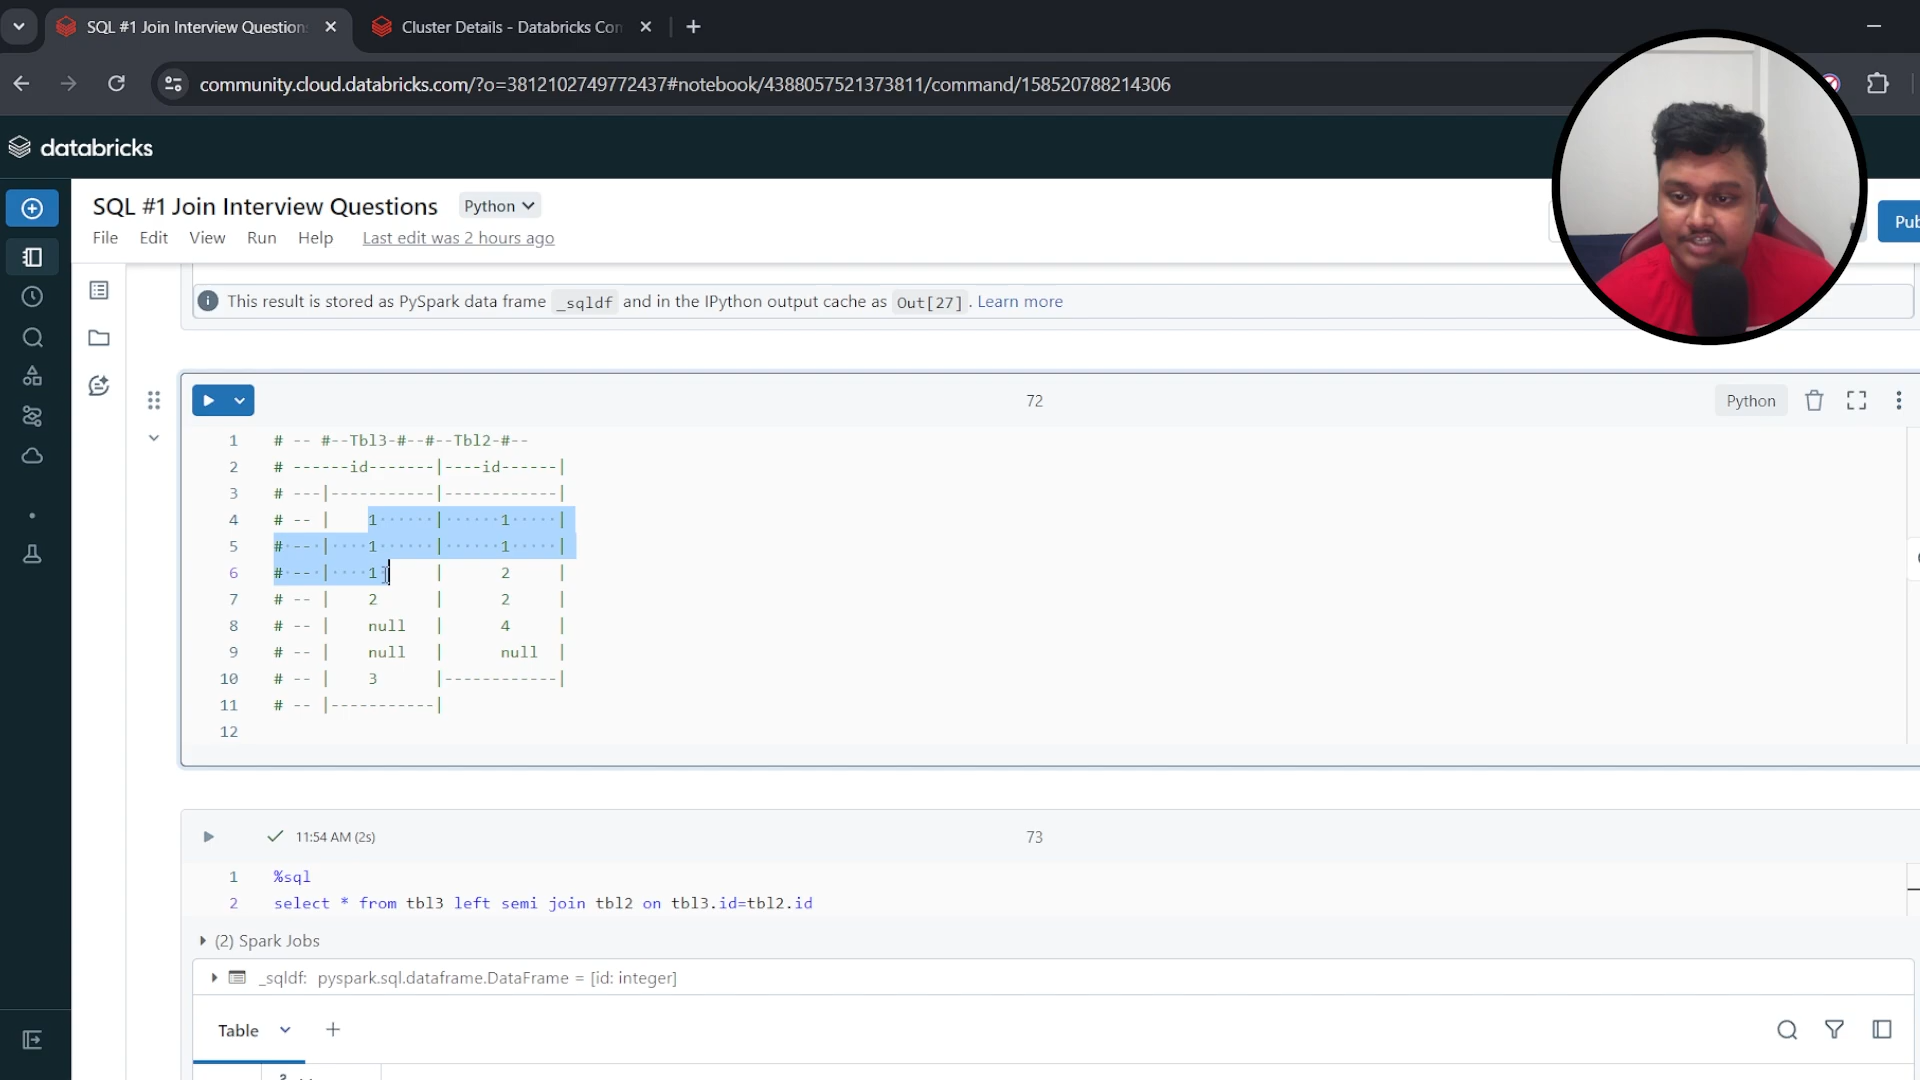 SQL #1 Join Interview Question
Cluster Details - Databricks Con
community.cloud.databricks.com/?o=3812102749772437#notebook/4388057521373811/command/158520788214306
databricks
SQL #1 Join Interview Questions Python
File Edit View Run Help Last edit was 2 hours ago
Pub
This result is stored as PySpark data frame _sqldf and in the IPython output cache as Out[27]. Learn more
72
Python
1 # -- #--Tbl3-#--#--Tbl2-#--
2 # ------id-------|----id------|
3 # ---|-----------|------------|
4 # -- | 1 | 1 |
5 # -- | 1 | 1 |
6 # -- | 1 | 2 |
7 # -- | 2 | 2 |
8 # -- | null | 4 |
9 # -- | null | null |
10 # -- | 3 |------------|
11 # -- |-----------|
12
11:54 AM (2s)
73
1 %sql
2 select * from tbl3 left semi join tbl2 on tbl3.id=tbl2.id
(2) Spark Jobs
_sqldf: pyspark.sql.dataframe.DataFrame = [id: integer]
Table